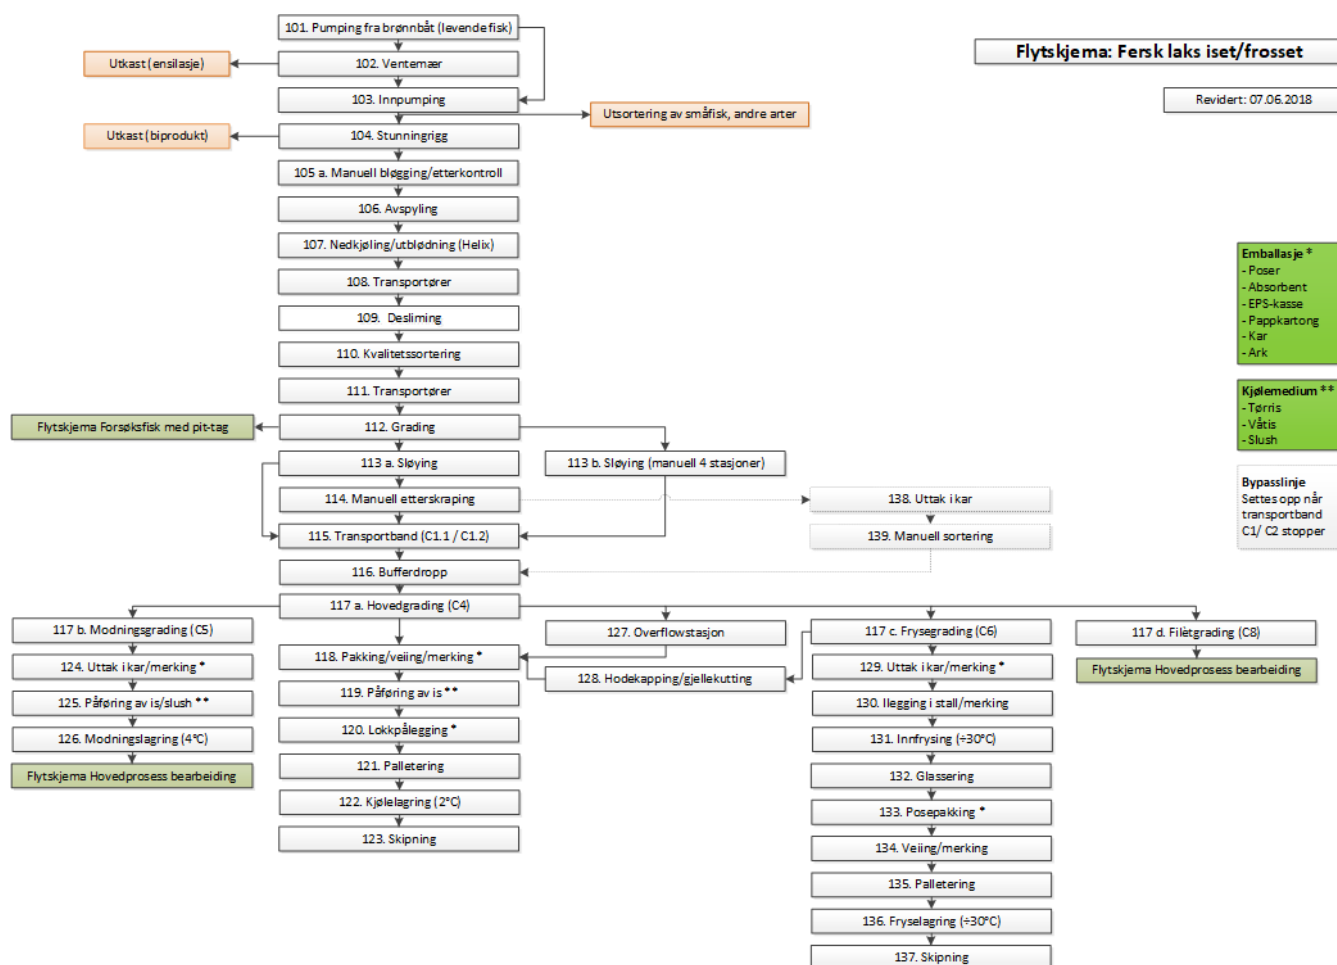 101. Pumping fra brønnbåt (levende fisk)
Flytskjema: Fersk laks iset/frosset
Utkast (ensilasje)
102. Ventemær
103. Innpumping
Revidert: 07.06.2018
Utsortering av småfisk, andre arter
Utkast (biprodukt)
104. Stunningrigg
105 a. Manuell bløgging/etterkontroll
106. Avspyling
107. Nedkjøling/utblødning (Helix)
108. Transportører
109. Desliming
110. Kvalitetssortering
111. Transportører
Emballasje *
- Poser
- Absorbent
- EPS-kasse
- Pappkartong
- Kar
- Ark
Kjølemedium **
- Tørris
- Våtis
- Slush
Flytskjema Forsøksfisk med pit-tag
112. Grading
113 a. Sløying
113 b. Sløying (manuell 4 stasjoner)
114. Manuell etterskraping
138. Uttak i kar
115. Transportband (C1.1 / C1.2)
139. Manuell sortering
Bypasslinje
Settes opp når
transportband
C1/ C2 stopper
116. Bufferdropp
117 a. Hovedgrading (C4)
117 b. Modningsgrading (C5)
127. Overflowstasjon
117 c. Frysegrading (C6)
117 d. Filètgrading (C8)
124. Uttak i kar/merking *
118. Pakking/veiing/merking *
128. Hodekapping/gjellekutting
129. Uttak i kar/merking *
Flytskjema Hovedprosess bearbeiding
125. Påføring av is/slush **
119. Påføring av is **
130. Ilegging i stall/merking
126. Modningslagring (4°C)
120. Lokkpålegging *
131. Innfrysing (÷30°C)
Flytskjema Hovedprosess bearbeiding
121. Palletering
132. Glassering
122. Kjølelagring (2°C)
133. Posepakking *
123. Skipning
134. Veiing/merking
135. Palletering
136. Fryselagring (÷30°C)
137. Skipning